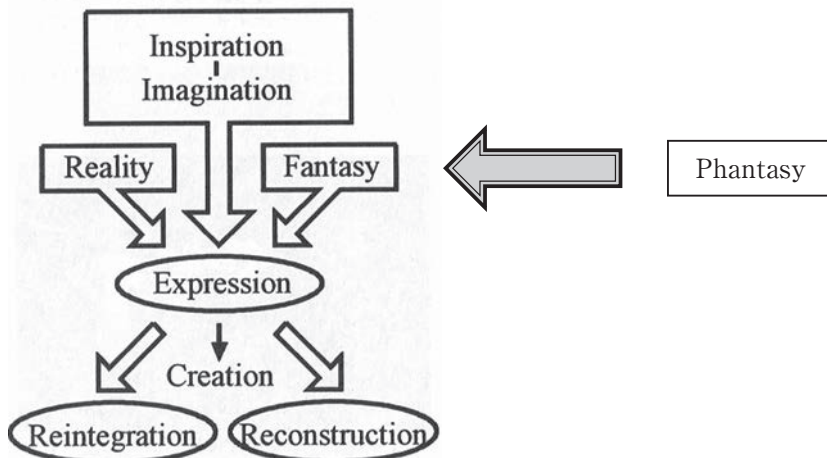 Inspiration
Imagination
Reality
Fantasy
Phantasy
Expression
Creation
Reintegration
Reconstruction